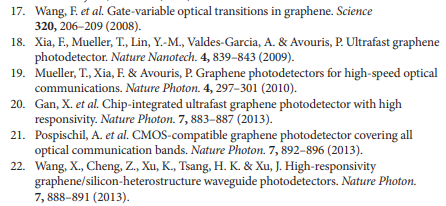 17. Wang, F. et al. Gate-variable optical transitions in graphene. Science
320, 206–209 (2008).
18. Xia, F., Mueller, T., Lin, Y.-M., Valdes-Garcia, A. & Avouris, P. Ultrafast graphene
photodetector. Nature Nanotech. 4, 839–843 (2009).
19. Mueller, T., Xia, F. & Avouris, P. Graphene photodetectors for high-speed optical
communications. Nature Photon. 4, 297–301 (2010).
20. Gan, X. et al. Chip-integrated ultrafast graphene photodetector with high
responsivity. Nature Photon. 7, 883–887 (2013).
21. Pospischil, A. et al. CMOS-compatible graphene photodetector covering all
optical communication bands. Nature Photon. 7, 892–896 (2013).
22. Wang, X., Cheng, Z., Xu, K., Tsang, H. K. & Xu, J. High-responsivity
graphene/silicon-heterostructure waveguide photodetectors. Nature Photon.
7, 888–891 (2013).